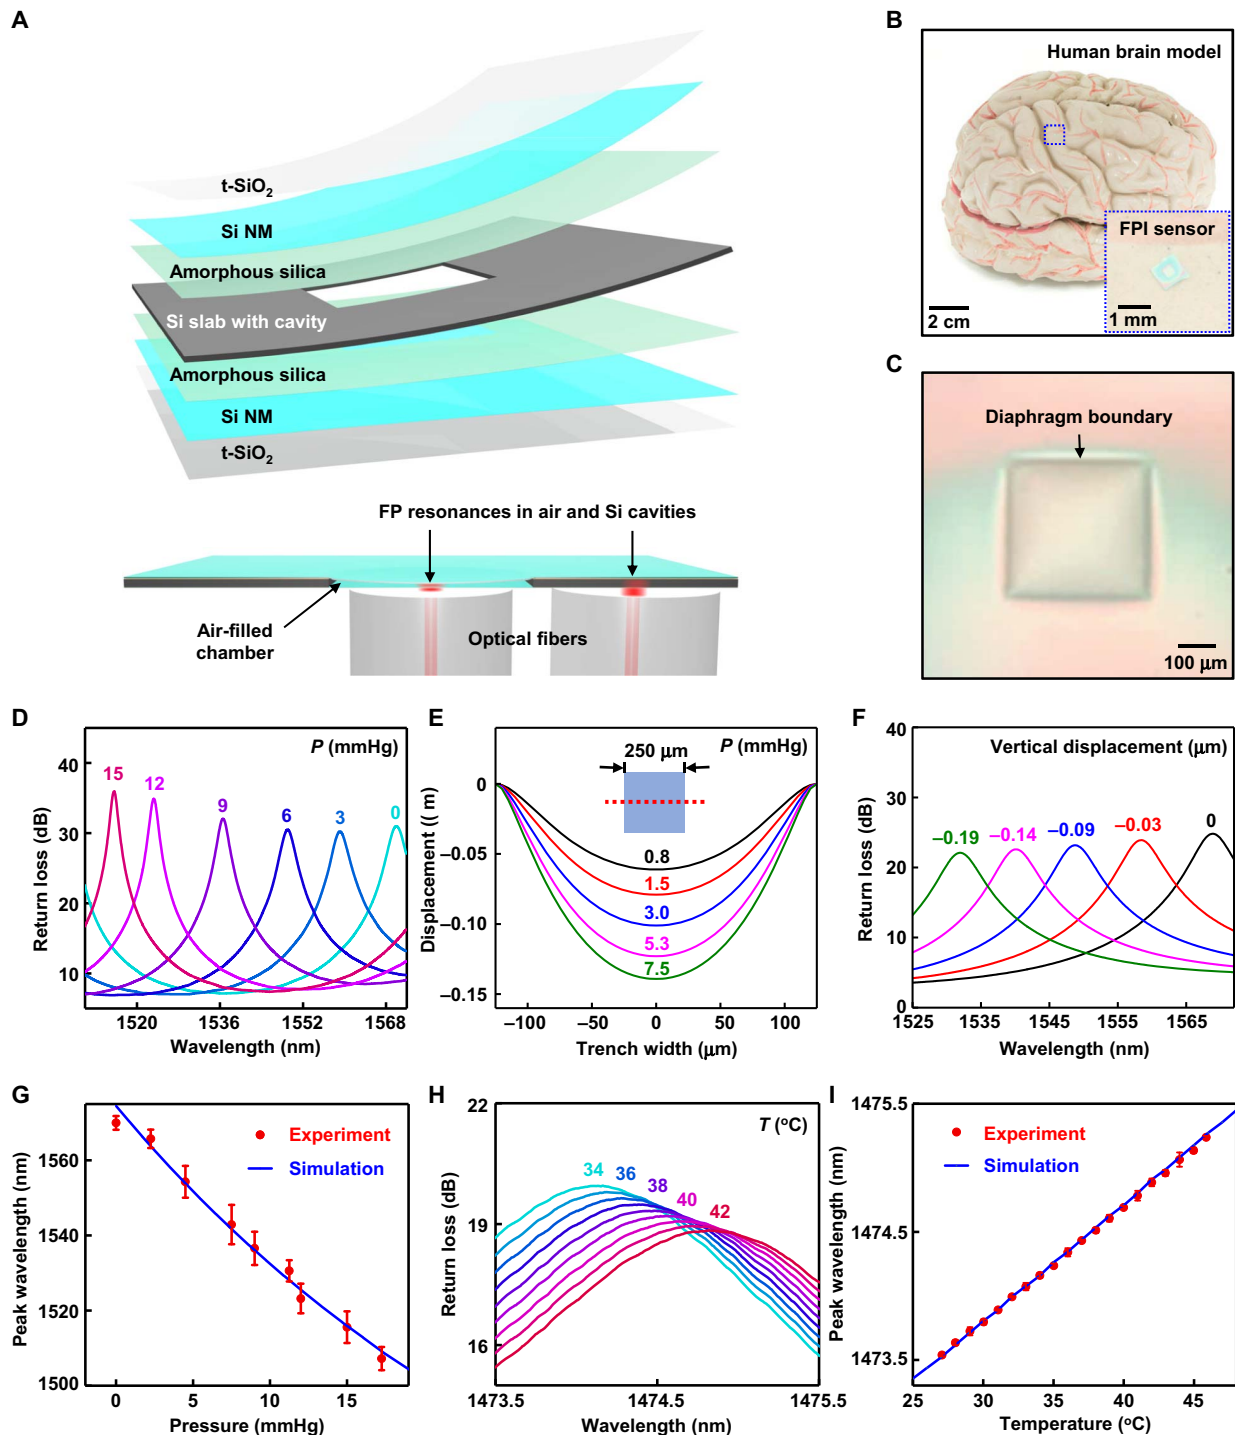 A
t-SiO2
Si NM
Amorphous silica
Si slab with cavity
Amorphous silica
Si NM
t-SiO2
FP resonances in air and Si cavities
Air-filled
chamber
Optical fibers
B
Human brain model
FPI sensor
2 cm
1 mm
C
Diaphragm boundary
100 μm
D
P (mmHg)
40
30
20
10
15
12
9
6
3
0
Return loss (dB)
1520
1536
1552
1568
Wavelength (nm)
E
P (mmHg)
250 μm
0
−0.05
−0.10
−0.15
Displacement (( m)
0.8
1.5
3.0
5.3
7.5
−100
−50
0
50
100
Trench width (μm)
F
Vertical displacement (μm)
40
30
20
10
0
Return loss (dB)
−0.19
−0.14
−0.09
−0.03
0
1525
1535
1545
1555
1565
Wavelength (nm)
G
Experiment
Simulation
1560
1540
1520
1500
Peak wavelength (nm)
0
5
10
15
Pressure (mmHg)
H
T (oC)
22
19
16
Return loss (dB)
34
36
38
40
42
1473.5
1474.5
1475.5
Wavelength (nm)
I
Experiment
Simulation
1475.5
1474.5
1473.5
Peak wavelength (nm)
25
30
35
40
45
Temperature (oC)